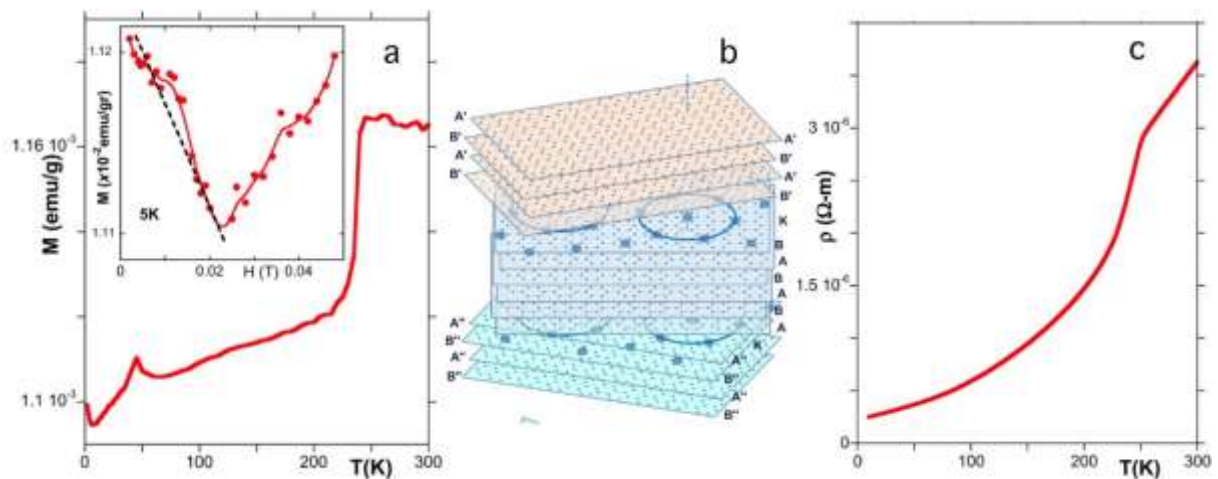 a
M (emu/g)
1.16 10⁻³
1.1 10⁻³
0
100
200
300
T(K)
M (x10⁻²emu/gr)
1.12
1.11
5K
0
0.02
H (T)
0.04
b
A'
B'
A'
B'
A'
B'
A'
B'
K
B
A
B
A
B
A
K
A"
B"
A"
B"
A"
B"
A"
B"
c
ρ (Ω-m)
3 10⁻⁶
1.5 10⁻⁶
0
0
100
200
T(K)
300